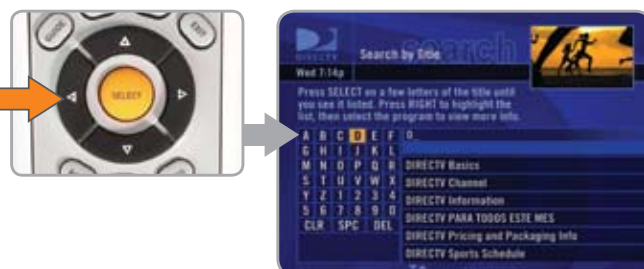 GUIDE
EXIT
SELECT
DIRECTV
Search by Title
search
Wed 7:14p
Press SELECT on a few letters of the title until
you see it listed. Press RIGHT to highlight the
list, then select the program to view more info.
A B C D E F
D
G H I J K L
M N O P Q R
DIRECTV Basics
S T U V W X
DIRECTV Channel
Y Z 1 2 3 4
DIRECTV Information
5 6 7 8 9 0
DIRECTV PARA TODOS ESTE MES
CLR SPC DEL
DIRECTV Pricing and Packaging Info
DIRECTV Sports Schedule